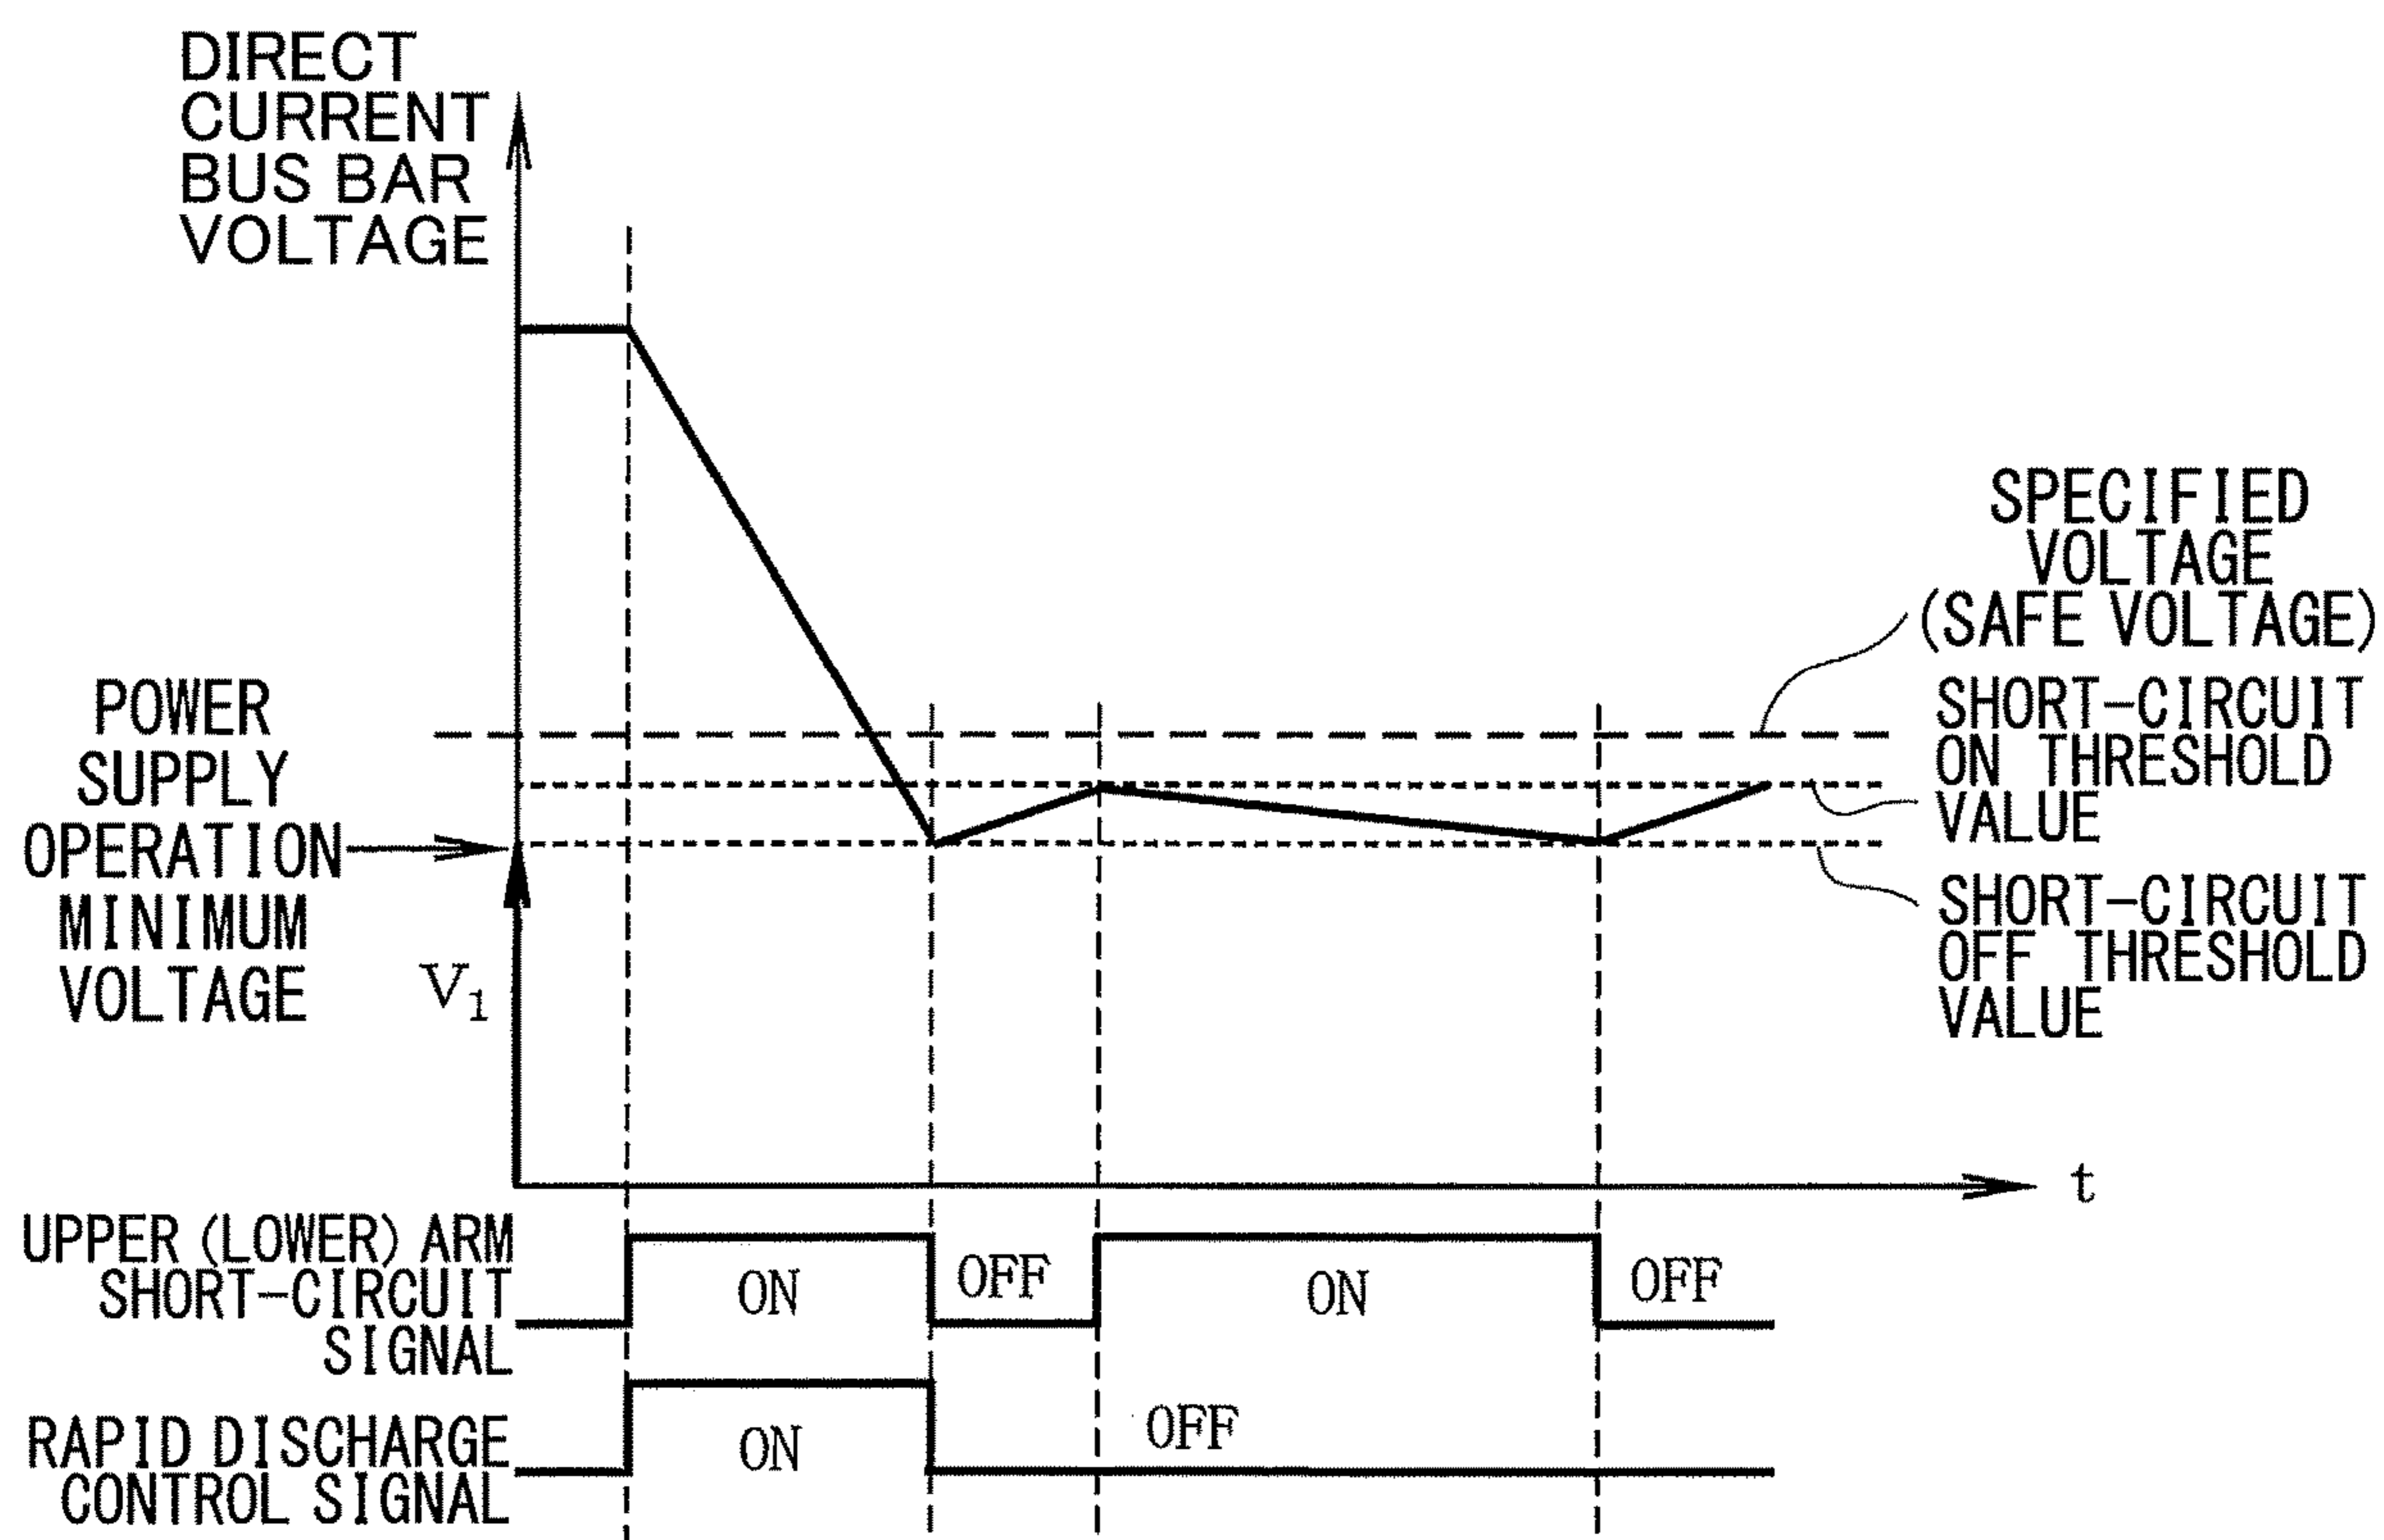 DIRECT
CURRENT
BUS BAR
VOLTAGE
SPECIFIED
VOLTAGE
(SAFE VOLTAGE)
SHORT-CIRCUIT
ON THRESHOLD
VALUE
SHORT-CIRCUIT
OFF THRESHOLD
VALUE
POWER
SUPPLY
OPERATION
MINIMUM
VOLTAGE
V₁
t
UPPER (LOWER) ARM
SHORT-CIRCUIT
SIGNAL
ON
OFF
ON
OFF
RAPID DISCHARGE
CONTROL SIGNAL
ON
OFF